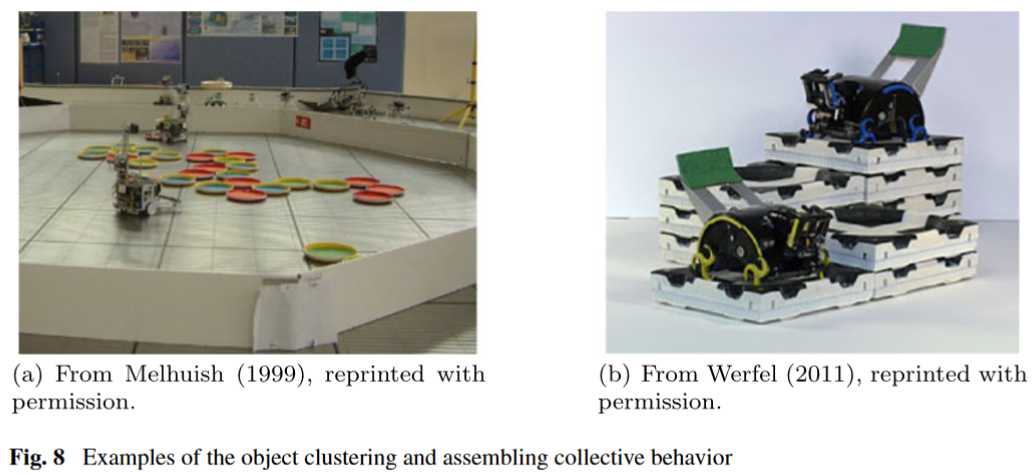 (a) From Melhuish (1999), reprinted with
permission.
(b) From Werfel (2011), reprinted with
permission.
Fig. 8 Examples of the object clustering and assembling collective behavior